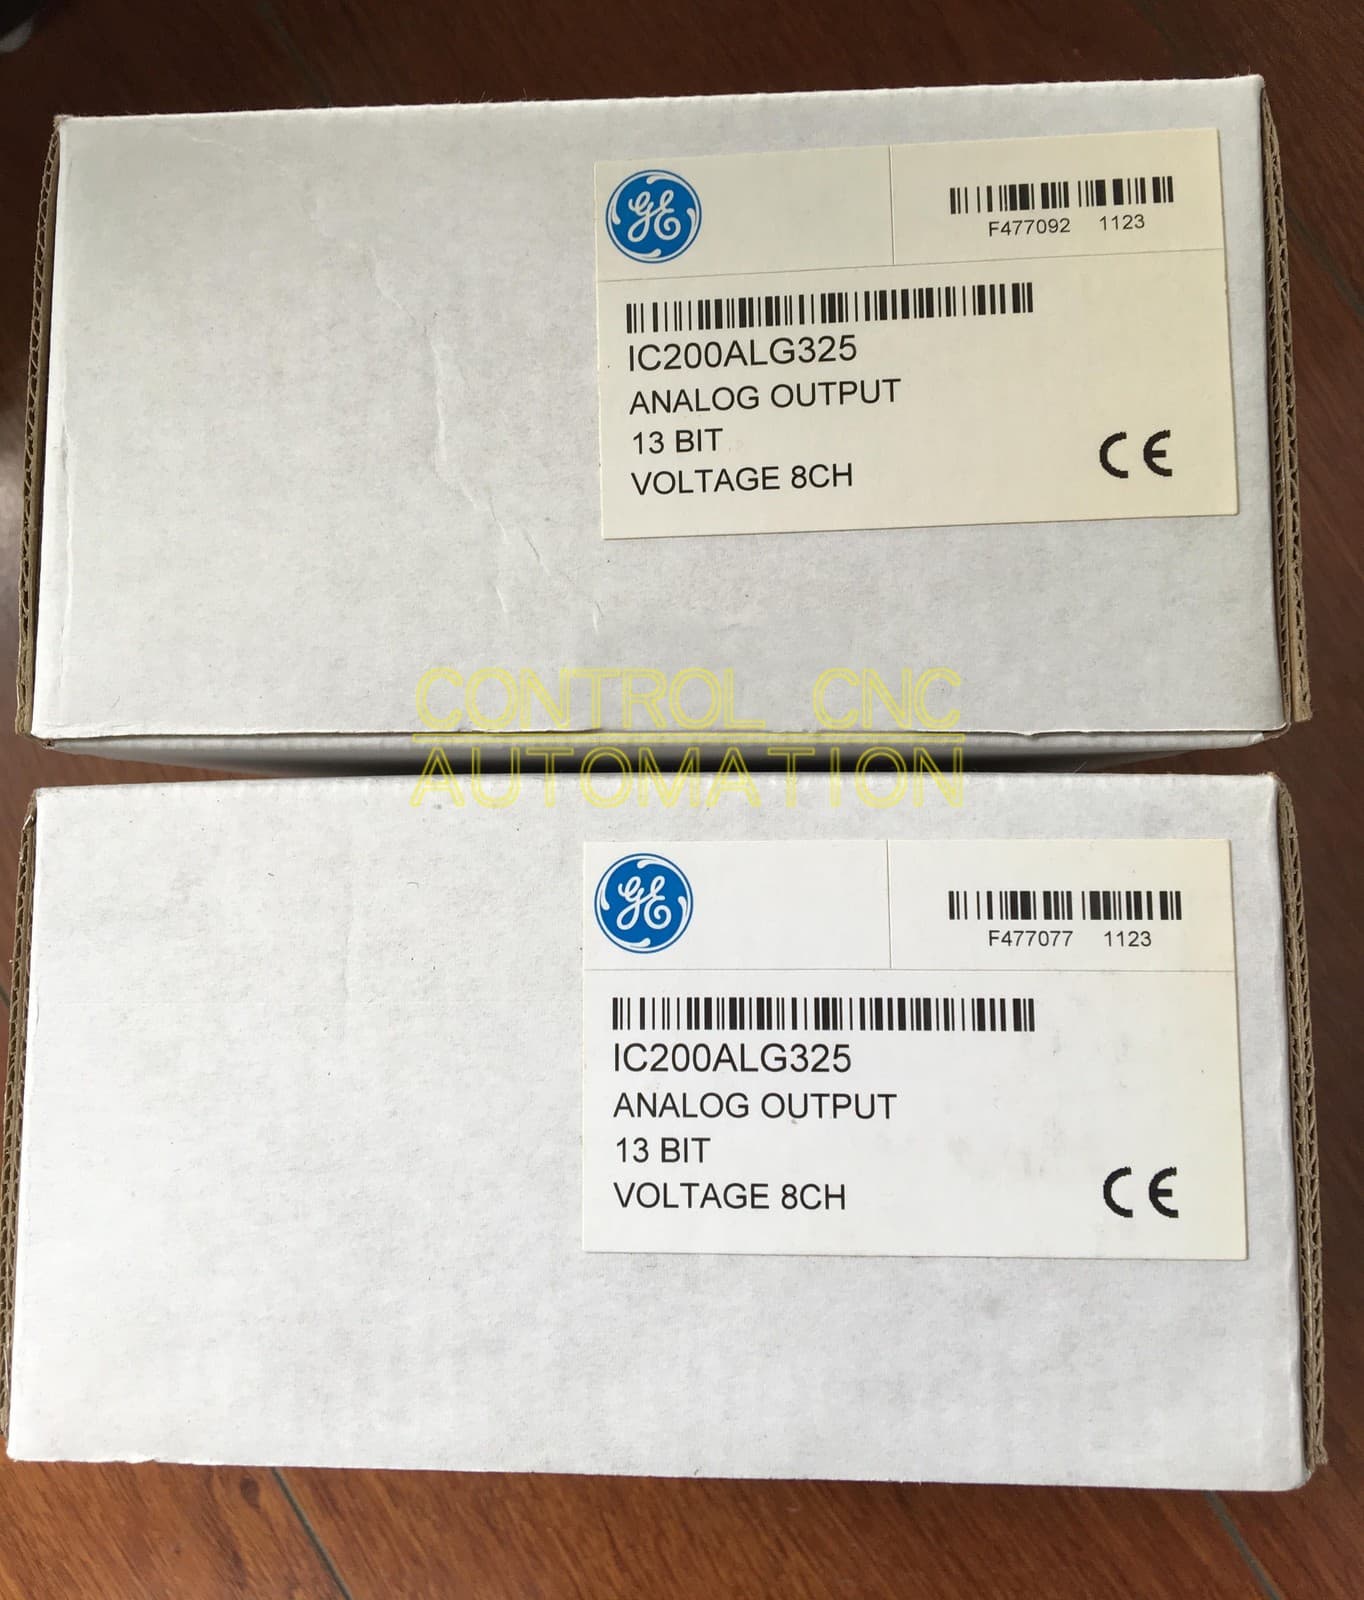 GE
F477092 1123
IC200ALG325
ANALOG OUTPUT
13 BIT
VOLTAGE 8CH
CE
CONTROL CNC
AUTOMATION
GE
F477077 1123
IC200ALG325
ANALOG OUTPUT
13 BIT
VOLTAGE 8CH
CE